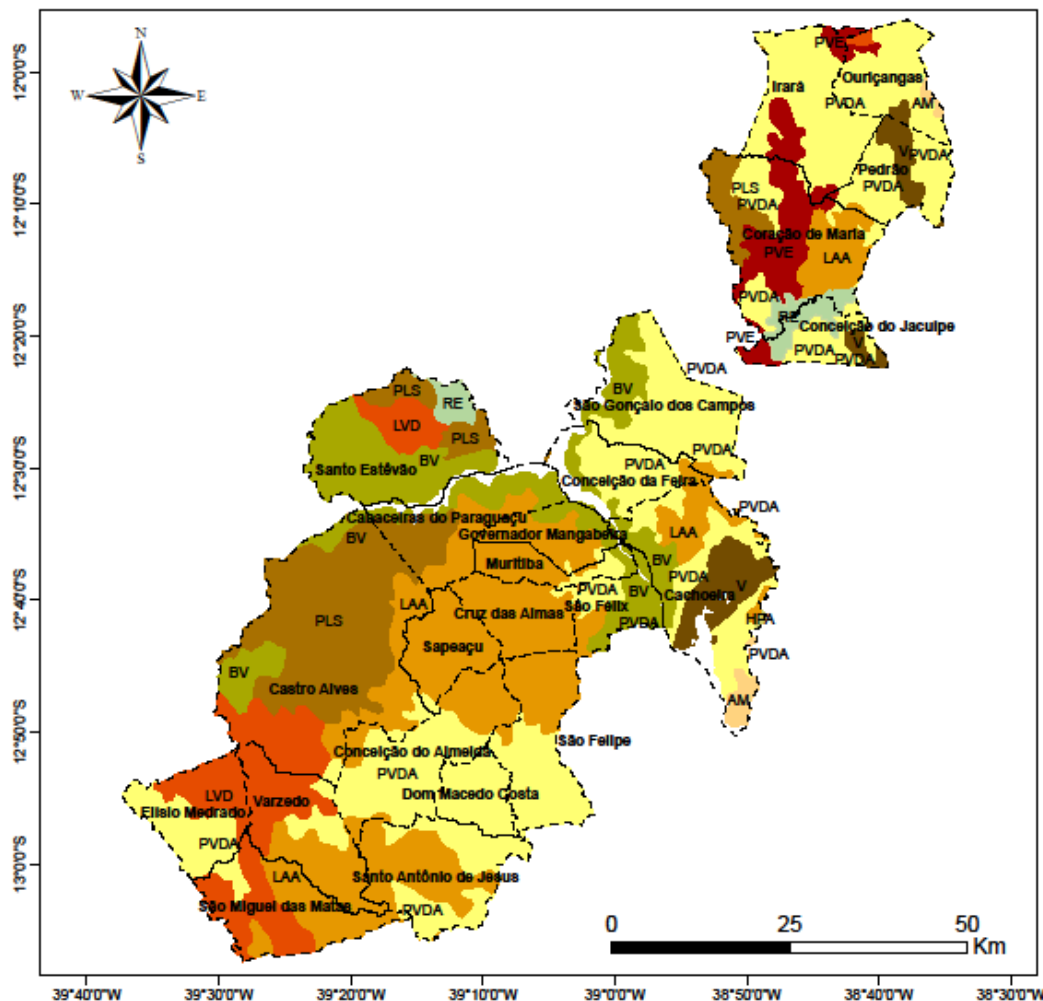 N
W E
S
12°0'0"S
12°10'0"S
12°20'0"S
12°30'0"S
12°40'0"S
12°50'0"S
13°0'0"S
PVE
Ouriçangas
Irará
PVDA
AM
V
PVDA
Pedrão
PVDA
PLS
PVDA
Coração de Maria
PVE
LAA
PVDA
RE
Conceição do Jacuipe
PVE
V
PVDA
PVDA
PVDA
BV
São Gonçalo dos Campos
PLS
RE
LVD
PLS
BV
Santo Estêvão
PVDA
PVDA
Conceição da Feira
PVDA
Cabaceiras do Paraguaçu
BV
Governador Mangabeira
LAA
Muritiba
BV
PVDA
V
Cachoeira
PVDA
São Félix
BV
PVDA
LAA
Cruz das Almas
HPA
PLS
Sapeaçu
PVDA
BV
Castro Alves
AM
São Felipe
Conceição do Almeida
PVDA
Dom Macedo Costa
LVD
Varzedo
Elisio Medrado
PVDA
LAA
Santo Antônio de Jesus
São Miguel das Matas
PVDA
0 25 50
Km
39°40'0"W 39°30'0"W 39°20'0"W 39°10'0"W 39°0'0"W 38°50'0"W 38°40'0"W 38°30'0"W